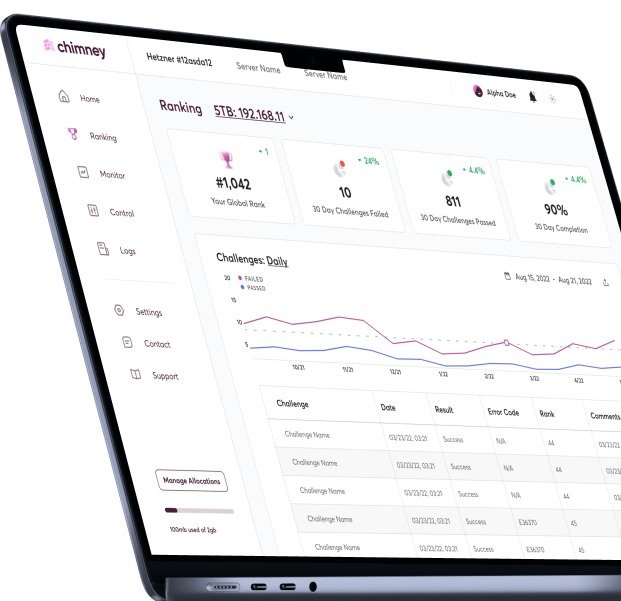 chimney
Hetzner #12asda12
Server Name
Server Name
Alpha Doe
Home
Ranking
Monitor
Control
Logs
Settings
Contact
Support
Manage Allocations
100mb used of 2gb
Ranking
5TB: 192.168.11
1
#1,042
Your Global Rank
24%
10
30 Day Challenges Failed
4.4%
811
30 Day Challenges Passed
4.4%
90%
30 Day Completion
Challenges: Daily
Aug 15, 2022 - Aug 21, 2022
FAILED
PASSED
20
15
10
5
10/21
11/21
12/21
1/22
2/22
3/22
4/22
Challenge Date Result Error Code Rank Comments
Challenge Name 03/23/22, 03:21 Success N/A 44 03/23/22,
Challenge Name 03/23/22, 03:21 Success N/A 44 03/23/
Challenge Name 03/23/22, 03:21 Success N/A 44
Challenge Name 03/23/22, 03:21 Success E36370 45
Challenge Name 03/23/22, 03:21 Success E36370 45